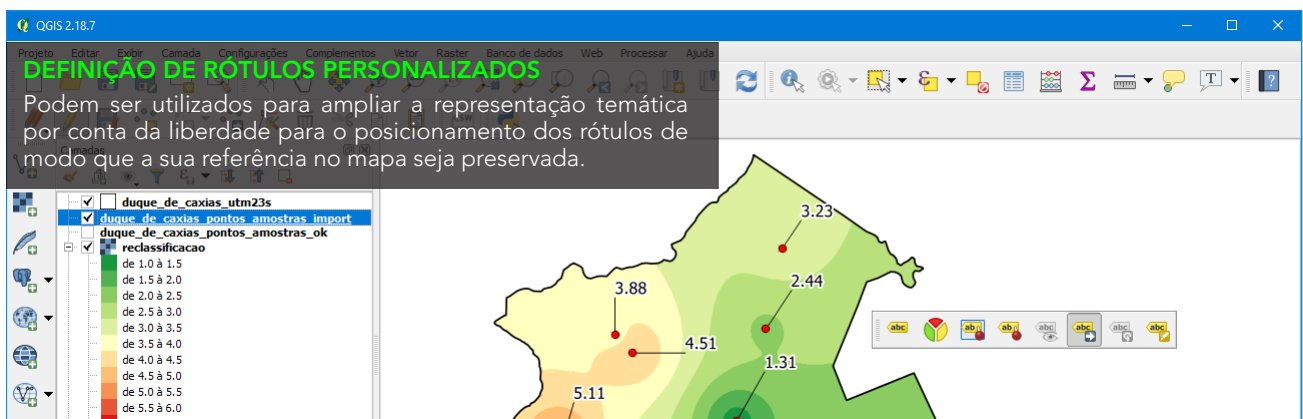 QGIS 2.18.7
Projeto Editar Exibir Camada Configurações Complementos Vetor Raster Banco de dados Web Processar Ajuda
DEFINIÇÃO DE RÓTULOS PERSONALIZADOS
Podem ser utilizados para ampliar a representação temática
por conta da liberdade para o posicionamento dos rótulos de
modo que a sua referência no mapa seja preservada.
Camadas
duque_de_caxias_utm23s
duque_de_caxias_pontos_amostras_import
duque_de_caxias_pontos_amostras_ok
reclassificacao
de 1.0 à 1.5
de 1.5 à 2.0
de 2.0 à 2.5
de 2.5 à 3.0
de 3.0 à 3.5
de 3.5 à 4.0
de 4.0 à 4.5
de 4.5 à 5.0
de 5.0 à 5.5
de 5.5 à 6.0
3.23
2.44
3.88
4.51
1.31
5.11
abc
abc
abc
abc